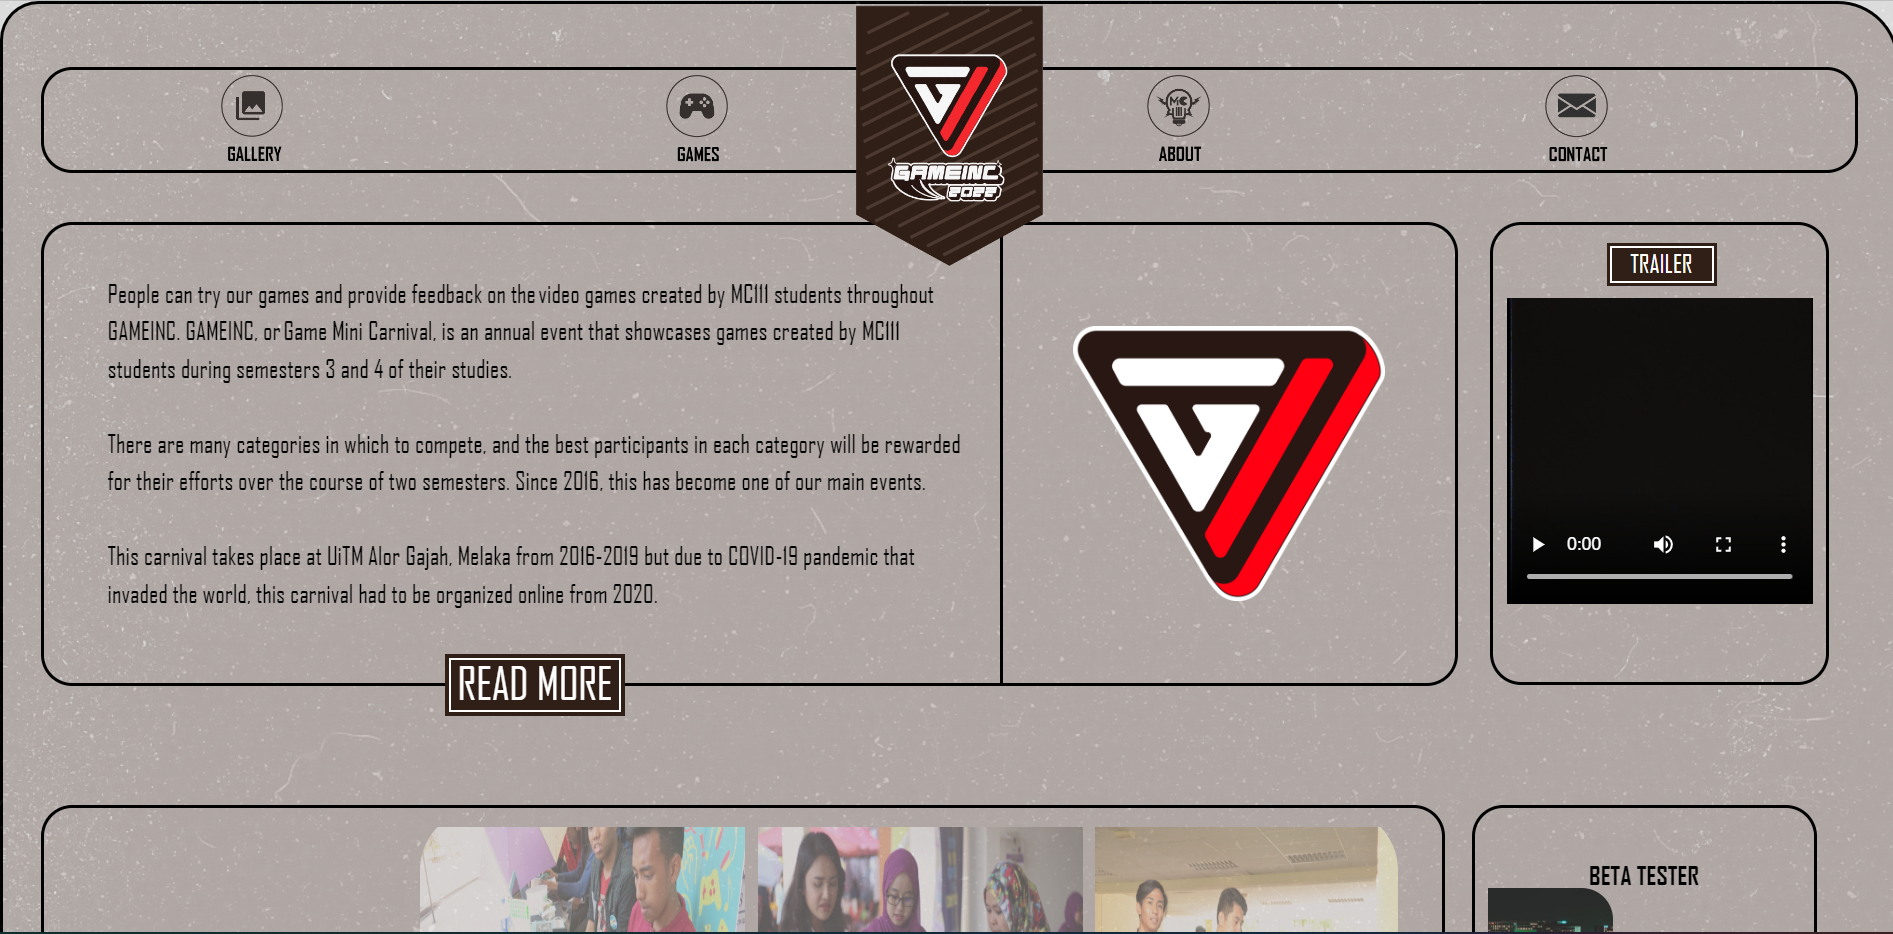 GALLERY
GAMES
GAMEINC
2022
ABOUT
CONTACT
People can try our games and provide feedback on the video games created by MC111 students throughout
GAMEINC. GAMEINC, or Game Mini Carnival, is an annual event that showcases games created by MC111
students during semesters 3 and 4 of their studies.
There are many categories in which to compete, and the best participants in each category will be rewarded
for their efforts over the course of two semesters. Since 2016, this has become one of our main events.
This carnival takes place at UiTM Alor Gajah, Melaka from 2016-2019 but due to COVID-19 pandemic that
invaded the world, this carnival had to be organized online from 2020.
READ MORE
TRAILER
0:00
BETA TESTER